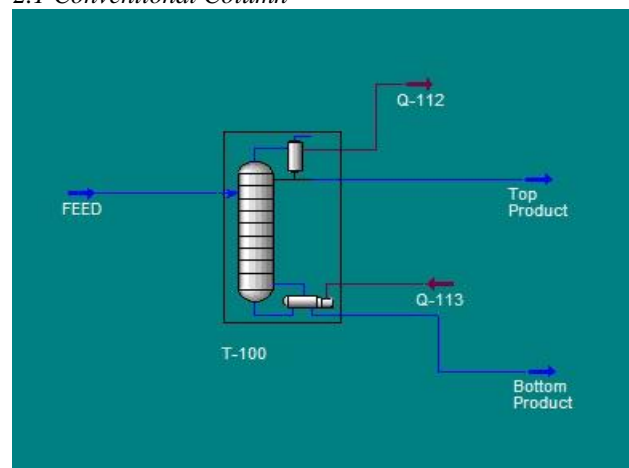 2.1 Conventional Column
Q-112
FEED
Top
Product
Q-113
T-100
Bottom
Product